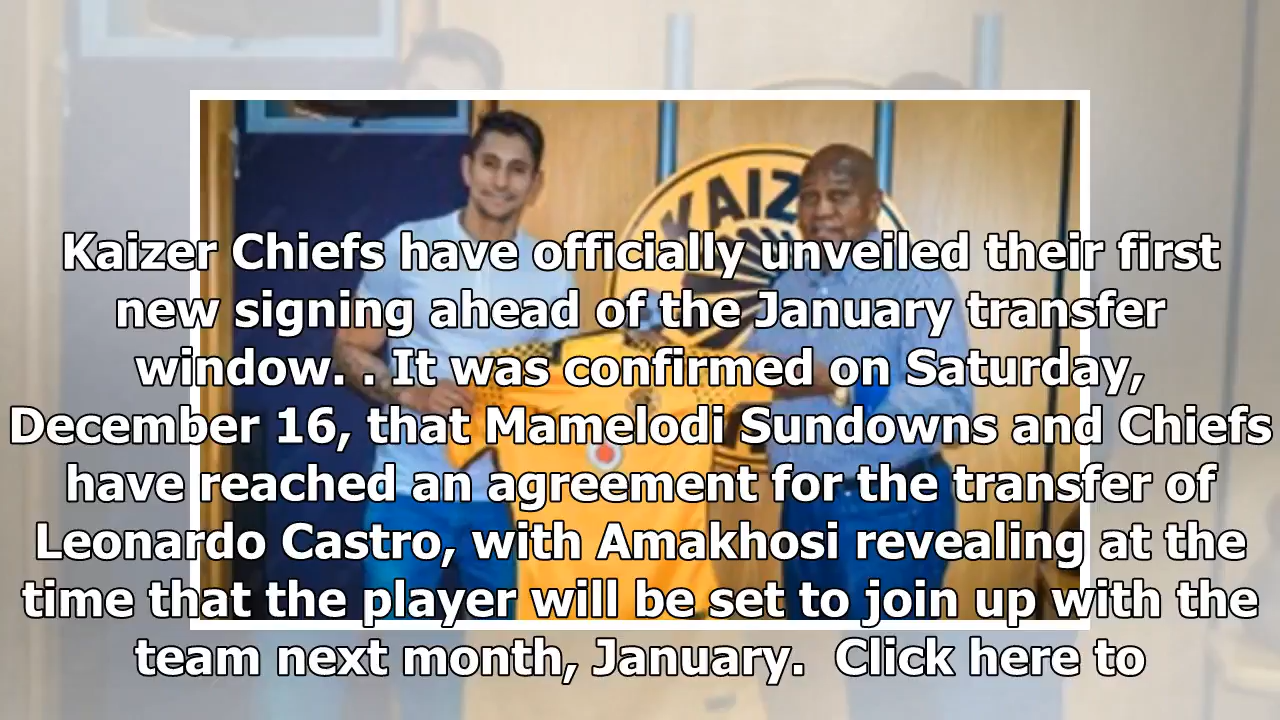 KAIZ
Kaizer Chiefs have officially unveiled their first
new signing ahead of the January transfer
window. . It was confirmed on Saturday,
December 16, that Mamelodi Sundowns and Chiefs
have reached an agreement for the transfer of
Leonardo Castro, with Amakhosi revealing at the
time that the player will be set to join up with the
team next month, January.  Click here to